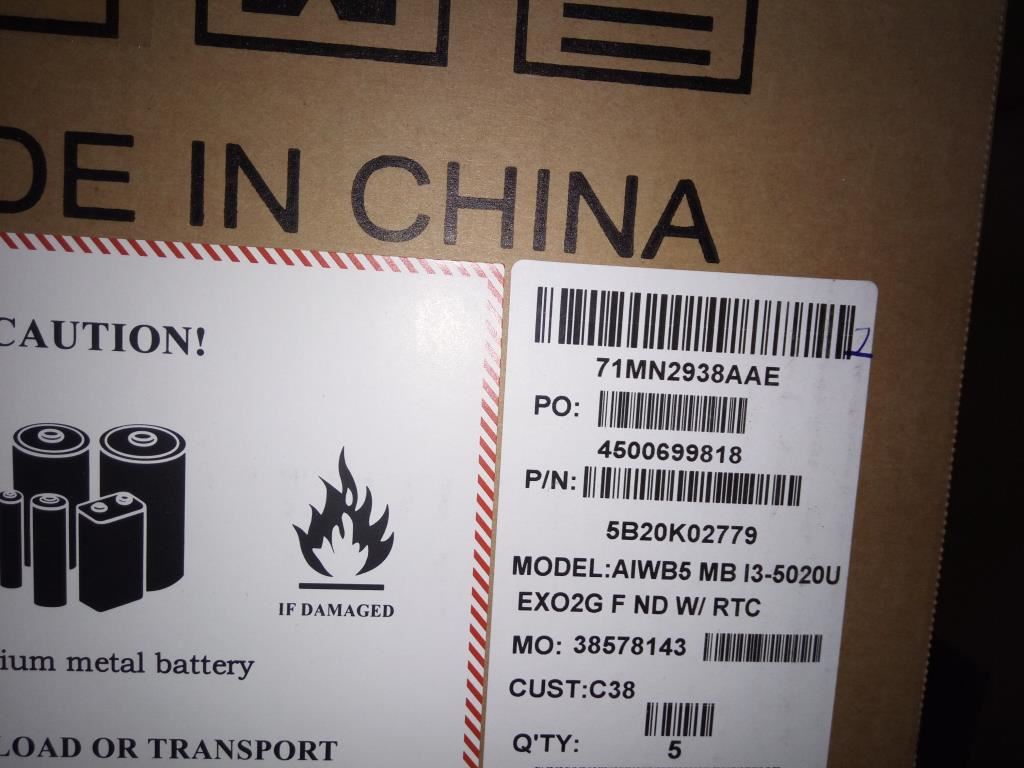 DE IN CHINA
CAUTION!
IF DAMAGED
ium metal battery
LOAD OR TRANSPORT
71MN2938AAE
2
PO:
4500699818
P/N:
5B20K02779
MODEL:AIWB5 MB I3-5020U
EXO2G F ND W/ RTC
MO: 38578143
CUST:C38
Q'TY:
5